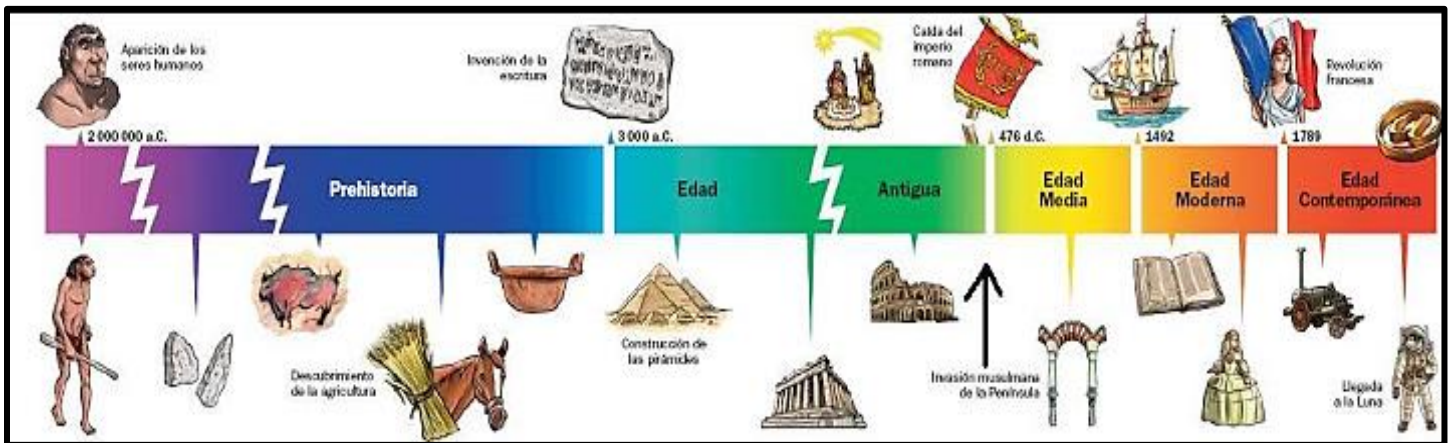 Aparición de los
seres humanos
Invención de la
escritura
Caída del
imperio
romano
Revolución
francesa
2 000 000 a.C.
3 000 a.C.
476 d.C.
1492
1789
Prehistoria
Edad
Antigua
Edad
Media
Edad
Moderna
Edad
Contemporánea
Descubrimiento
de la agricultura
Construcción de
las pirámides
Invasión musulmana
de la Península
Llegada
a la Luna